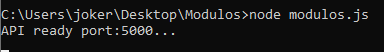 C:\Users\joker\Desktop\Modulos>node modulos.js
API ready port:5000...